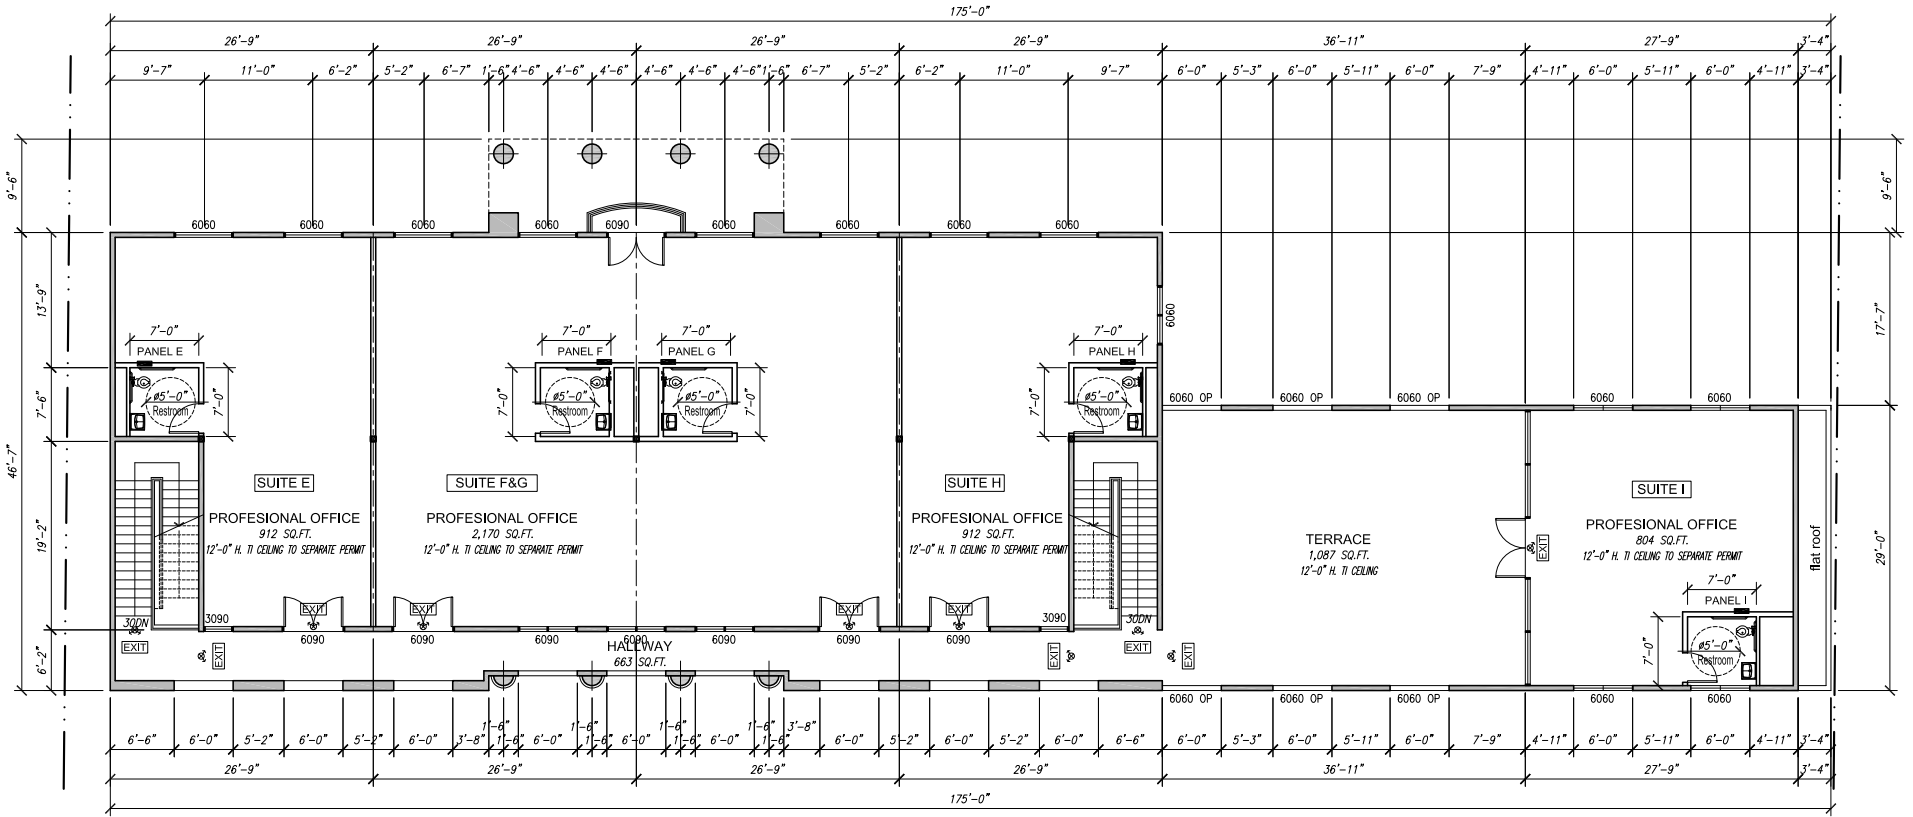 175'-0"
26'-9" 26'-9" 26'-9" 26'-9" 36'-11" 27'-9" 3'-4"
9'-7" 11'-0" 6'-2" 5'-2" 6'-7" 1'-6" 4'-6" 4'-6" 4'-6" 4'-6" 4'-6" 4'-6" 1'-6" 6'-7" 5'-2" 6'-2" 11'-0" 9'-7" 6'-0" 5'-3" 6'-0" 5'-11" 6'-0" 7'-9" 4'-11" 6'-0" 5'-11" 6'-0" 4'-11" 3'-4"
9'-6" 9'-6"
6060 6060 6060 6060 6090 6060 6060 6060 6060
13'-9" 6060 17'-7"
7'-0" 7'-0" 7'-0" 7'-0"
PANEL E PANEL F PANEL G PANEL H
7'-6" 7'-0" 7'-0" 7'-0" 7'-0"
ø5'-0" ø5'-0" ø5'-0" ø5'-0"
Restroom Restroom Restroom Restroom
6060 OP 6060 OP 6060 OP 6060 6060
46'-7"
SUITE E SUITE F&G SUITE H SUITE I
PROFESIONAL OFFICE PROFESIONAL OFFICE PROFESIONAL OFFICE PROFESIONAL OFFICE
912 SQ.FT. 2,170 SQ.FT. 912 SQ.FT. 804 SQ.FT.
12'-0" H. TI CEILING TO SEPARATE PERMIT 12'-0" H. TI CEILING TO SEPARATE PERMIT 12'-0" H. TI CEILING TO SEPARATE PERMIT 12'-0" H. TI CEILING TO SEPARATE PERMIT
TERRACE
1,087 SQ.FT.
12'-0" H. TI CEILING
EXIT
19'-2" flat roof 29'-0"
7'-0"
PANEL I
7'-0"
ø5'-0"
Restroom
EXIT EXIT EXIT EXIT
30DN 3090 3090 30DN
6090 6090 6090 6090 6090 6090 6090
EXIT EXIT EXIT EXIT EXIT
HALLWAY
663 SQ.FT.
6'-2"
6060 OP 6060 OP 6060 OP 6060 6060
1'-6" 1'-6" 1'-6" 1'-6" 3'-8"
6'-6" 6'-0" 5'-2" 6'-0" 5'-2" 6'-0" 3'-8" 1'-6" 6'-0" 1'-6" 6'-0" 1'-6" 6'-0" 1'-6" 6'-0" 5'-2" 6'-0" 5'-2" 6'-0" 6'-6" 6'-0" 5'-3" 6'-0" 5'-11" 6'-0" 7'-9" 4'-11" 6'-0" 5'-11" 6'-0" 4'-11" 3'-4"
26'-9" 26'-9" 26'-9" 26'-9" 36'-11" 27'-9" 3'-4"
175'-0"